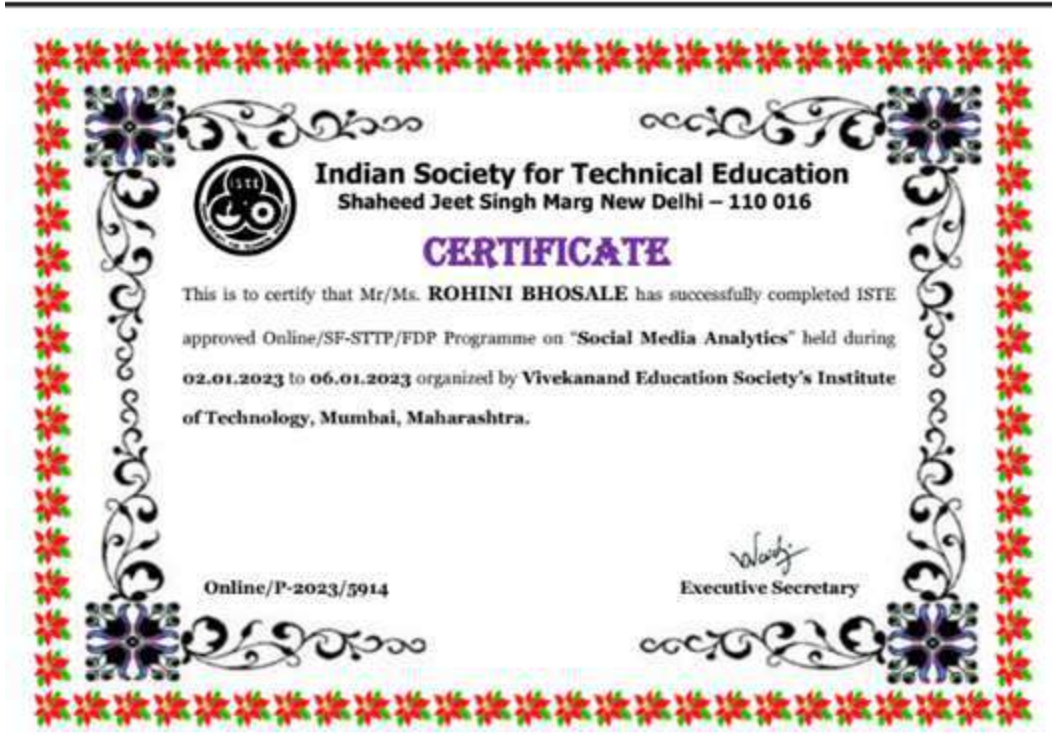 Indian Society for Technical Education
Shaheed Jeet Singh Marg New Delhi – 110 016
ISTE
CERTIFICATE
This is to certify that Mr/Ms. ROHINI BHOSALE has successfully completed ISTE
approved Online/SF-STTP/FDP Programme on "Social Media Analytics" held during
02.01.2023 to 06.01.2023 organized by Vivekanand Education Society's Institute
of Technology, Mumbai, Maharashtra.
Online/P-2023/5914
Executive Secretary